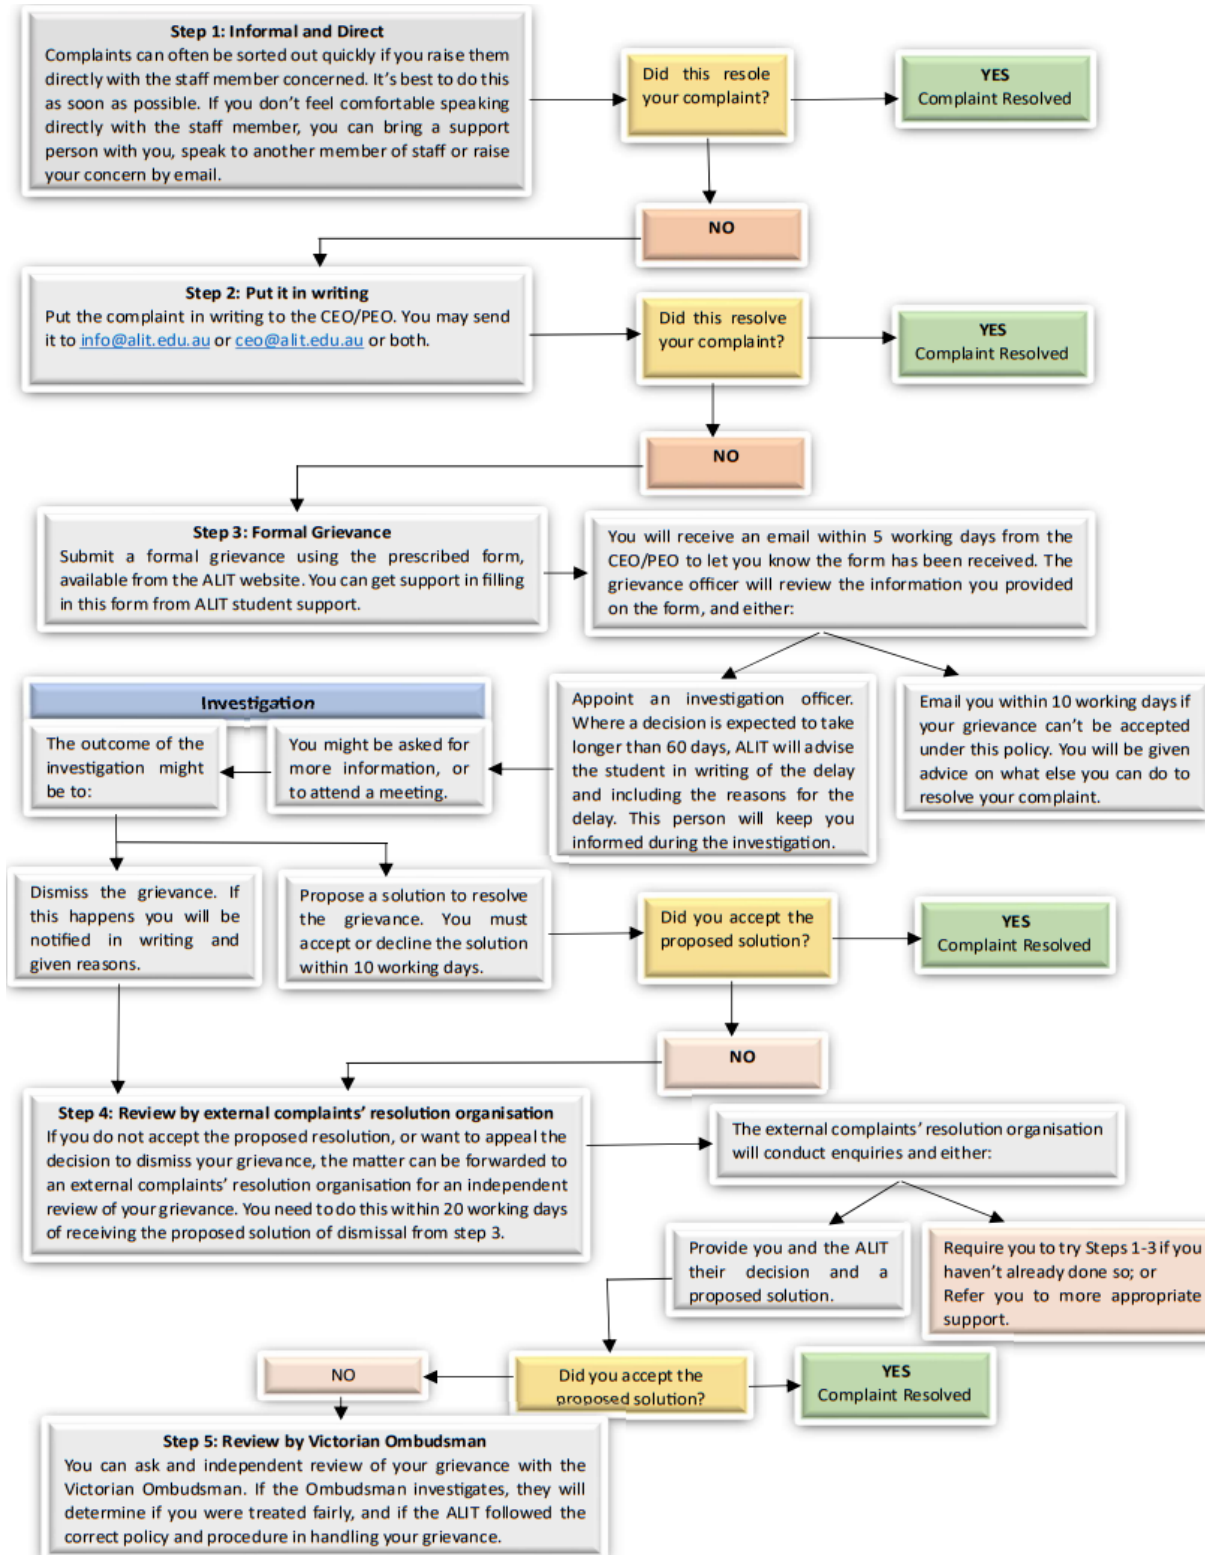 Step 1: Informal and Direct
Complaints can often be sorted out quickly if you raise them
directly with the staff member concerned. It's best to do this
as soon as possible. If you don't feel comfortable speaking
directly with the staff member, you can bring a support
person with you, speak to another member of staff or raise
your concern by email.
Did this resole
your complaint?
YES
Complaint Resolved
NO
Step 2: Put it in writing
Put the complaint in writing to the CEO/PEO. You may send
it to info@alit.edu.au or ceo@alit.edu.au or both.
Did this resolve
your complaint?
YES
Complaint Resolved
NO
Step 3: Formal Grievance
Submit a formal grievance using the prescribed form,
available from the ALIT website. You can get support in filling
in this form from ALIT student support.
You will receive an email within 5 working days from the
CEO/PEO to let you know the form has been received. The
grievance officer will review the information you provided
on the form, and either:
Appoint an investigation officer.
Where a decision is expected to take
longer than 60 days, ALIT will advise
the student in writing of the delay
and including the reasons for the
delay. This person will keep you
informed during the investigation.
Email you within 10 working days if
your grievance can't be accepted
under this policy. You will be given
advice on what else you can do to
resolve your complaint.
Investigation
You might be asked for
more information, or
to attend a meeting.
The outcome of the
investigation might
be to:
Dismiss the grievance. If
this happens you will be
notified in writing and
given reasons.
Propose a solution to resolve
the grievance. You must
accept or decline the solution
within 10 working days.
Did you accept the
proposed solution?
YES
Complaint Resolved
NO
Step 4: Review by external complaints' resolution organisation
If you do not accept the proposed resolution, or want to appeal the
decision to dismiss your grievance, the matter can be forwarded to
an external complaints' resolution organisation for an independent
review of your grievance. You need to do this within 20 working days
of receiving the proposed solution of dismissal from step 3.
The external complaints' resolution organisation
will conduct enquiries and either:
Provide you and the ALIT
their decision and a
proposed solution.
Require you to try Steps 1-3 if you
haven't already done so; or
Refer you to more appropriate
support.
Did you accept the
proposed solution?
YES
Complaint Resolved
NO
Step 5: Review by Victorian Ombudsman
You can ask and independent review of your grievance with the
Victorian Ombudsman. If the Ombudsman investigates, they will
determine if you were treated fairly, and if the ALIT followed the
correct policy and procedure in handling your grievance.